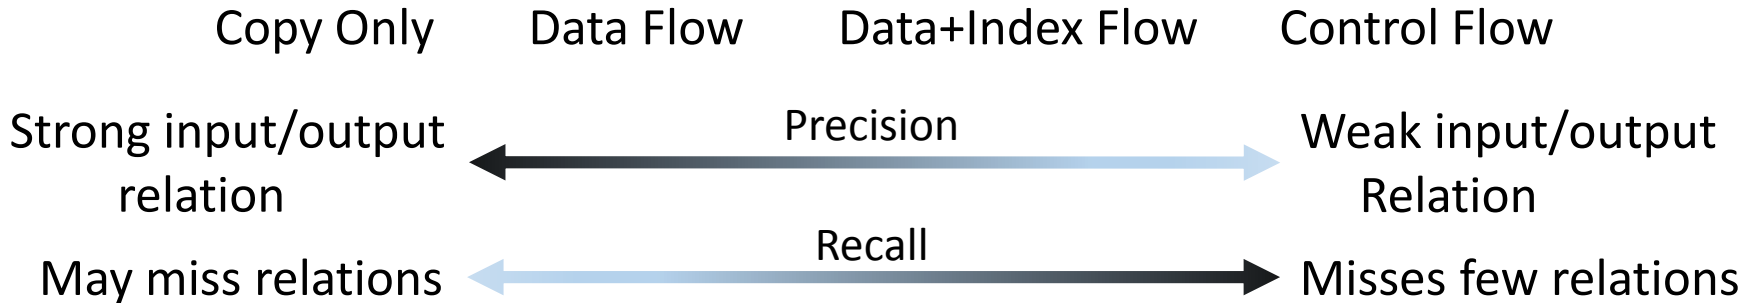 Copy Only Data Flow Data+Index Flow Control Flow
Strong input/output
relation
Precision
Weak input/output
Relation
Recall
May miss relations
Misses few relations